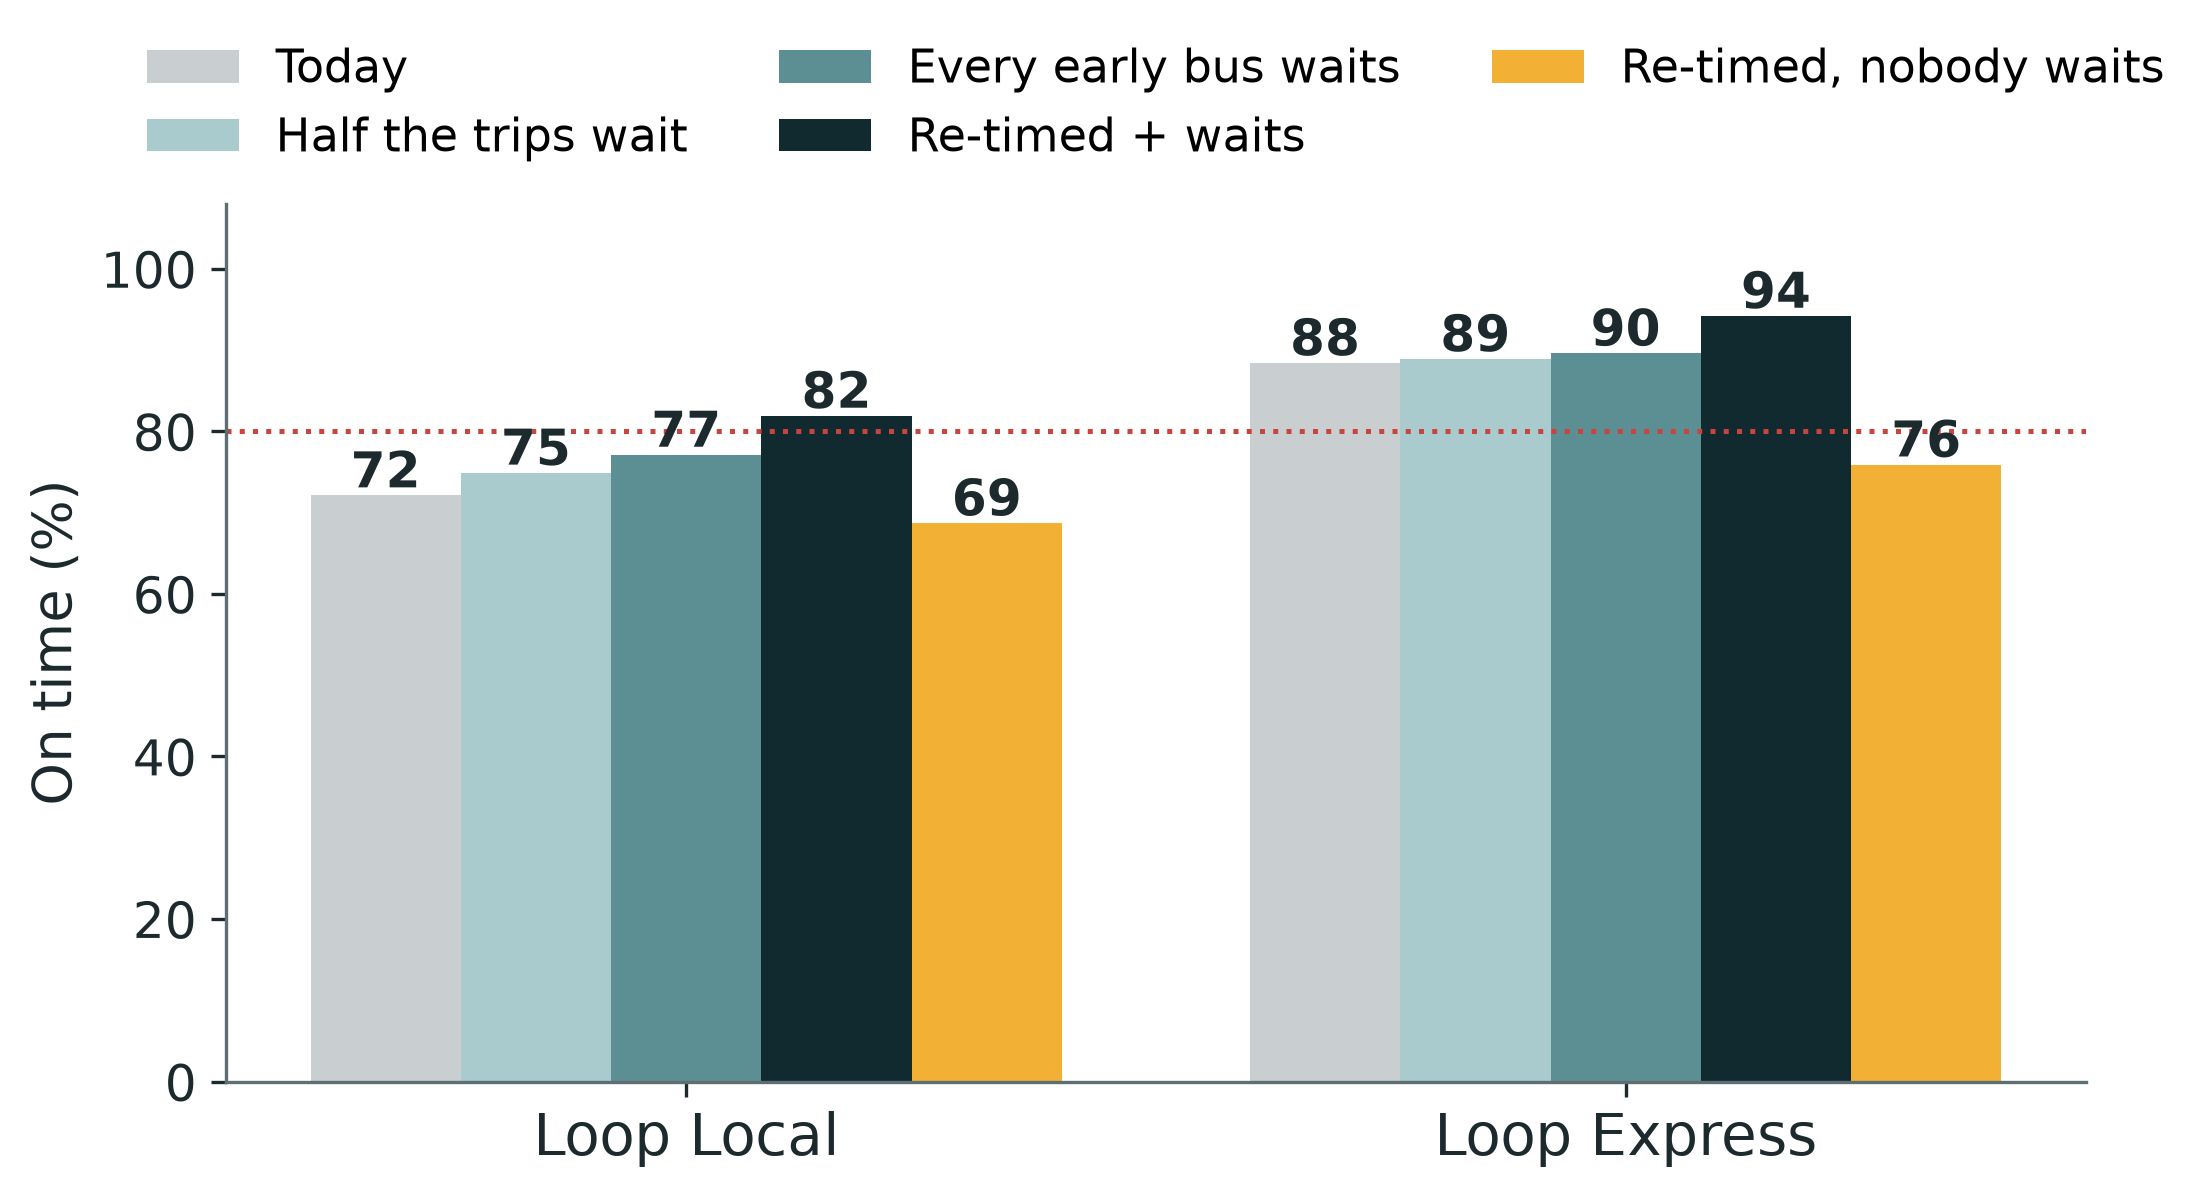 Today
Half the trips wait
Every early bus waits
Re-timed + waits
Re-timed, nobody waits
On time (%)
100
80
60
40
20
0
72
75
77
82
69
88
89
90
94
76
Loop Local
Loop Express